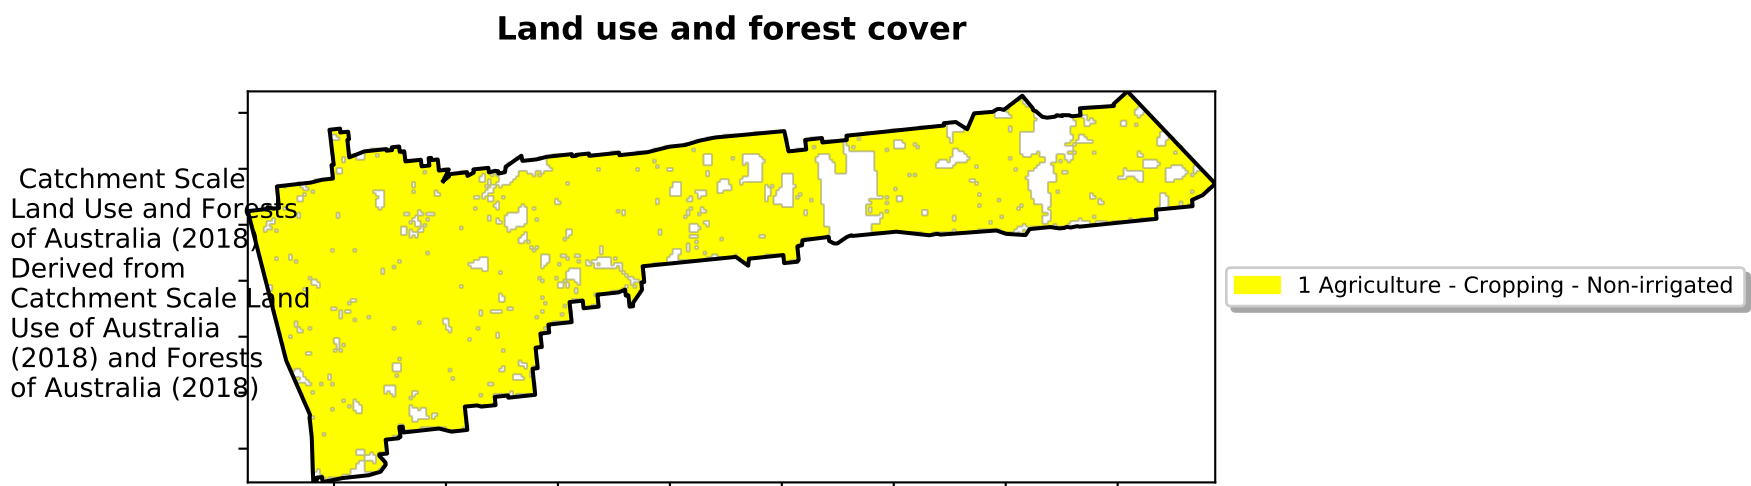 Land use and forest cover
Catchment Scale
Land Use and Forests
of Australia (2018)
Derived from
Catchment Scale Land
Use of Australia
(2018) and Forests
of Australia (2018)
1 Agriculture - Cropping - Non-irrigated